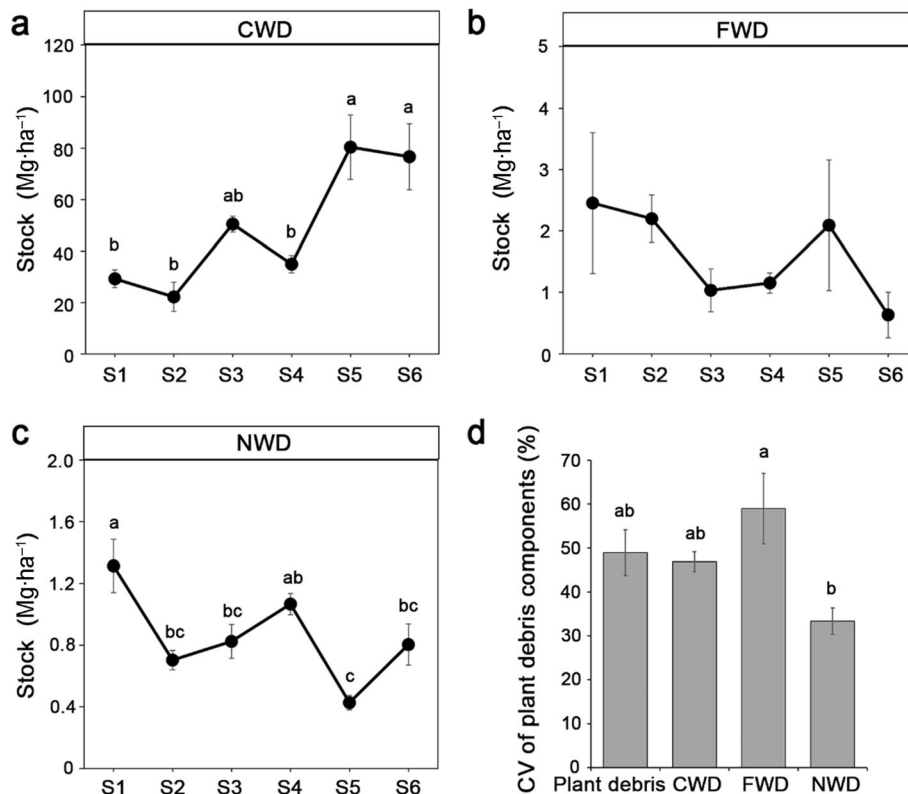 a
CWD
Stock (Mg·ha⁻¹)
120
100
80
60
40
20
0
b
b
ab
b
a
a
S1 S2 S3 S4 S5 S6
b
FWD
Stock (Mg·ha⁻¹)
5
4
3
2
1
0
S1 S2 S3 S4 S5 S6
c
NWD
Stock (Mg·ha⁻¹)
2.0
1.6
1.2
0.8
0.4
0
a
bc
bc
ab
c
bc
S1 S2 S3 S4 S5 S6
d
CV of plant debris components (%)
70
60
50
40
30
20
10
0
ab
ab
a
b
Plant debris CWD FWD NWD